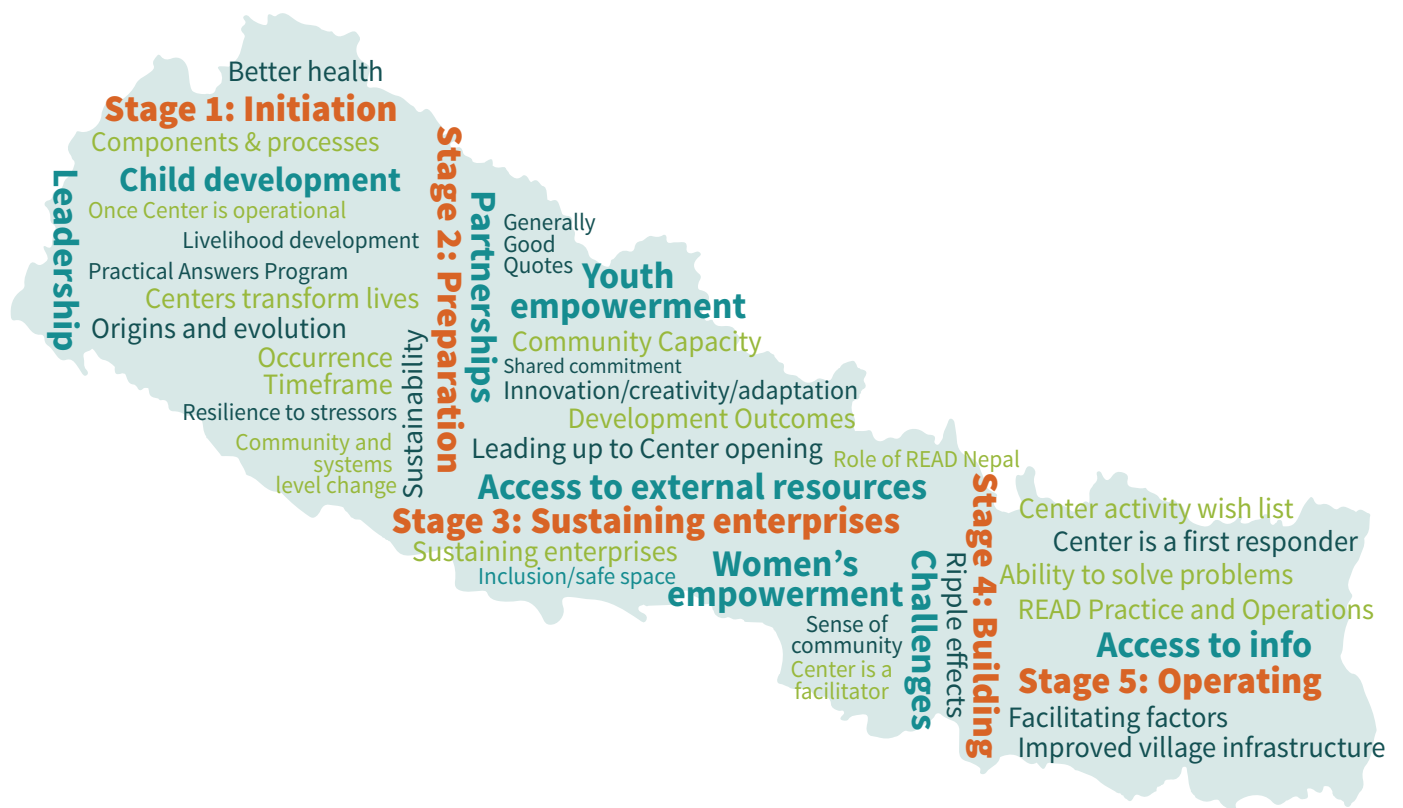 Better health
Stage 1: Initiation
Components & processes
Child development
Leadership
Once Center is operational
Livelihood development
Practical Answers Program
Centers transform lives
Origins and evolution
Occurrence
Timeframe
Resilience to stressors
Community and
systems
level change
Sustainability
Stage 2: Preparation
Partnerships
Generally
Good
Quotes
Youth
empowerment
Community Capacity
Shared commitment
Innovation/creativity/adaptation
Development Outcomes
Leading up to Center opening
Role of READ Nepal
Access to external resources
Stage 3: Sustaining enterprises
Sustaining enterprises
Inclusion/safe space
Women’s
empowerment
Sense of
community
Center is a
facilitator
Challenges
Ripple effects
Stage 4: Building
Center activity wish list
Center is a first responder
Ability to solve problems
READ Practice and Operations
Access to info
Stage 5: Operating
Facilitating factors
Improved village infrastructure